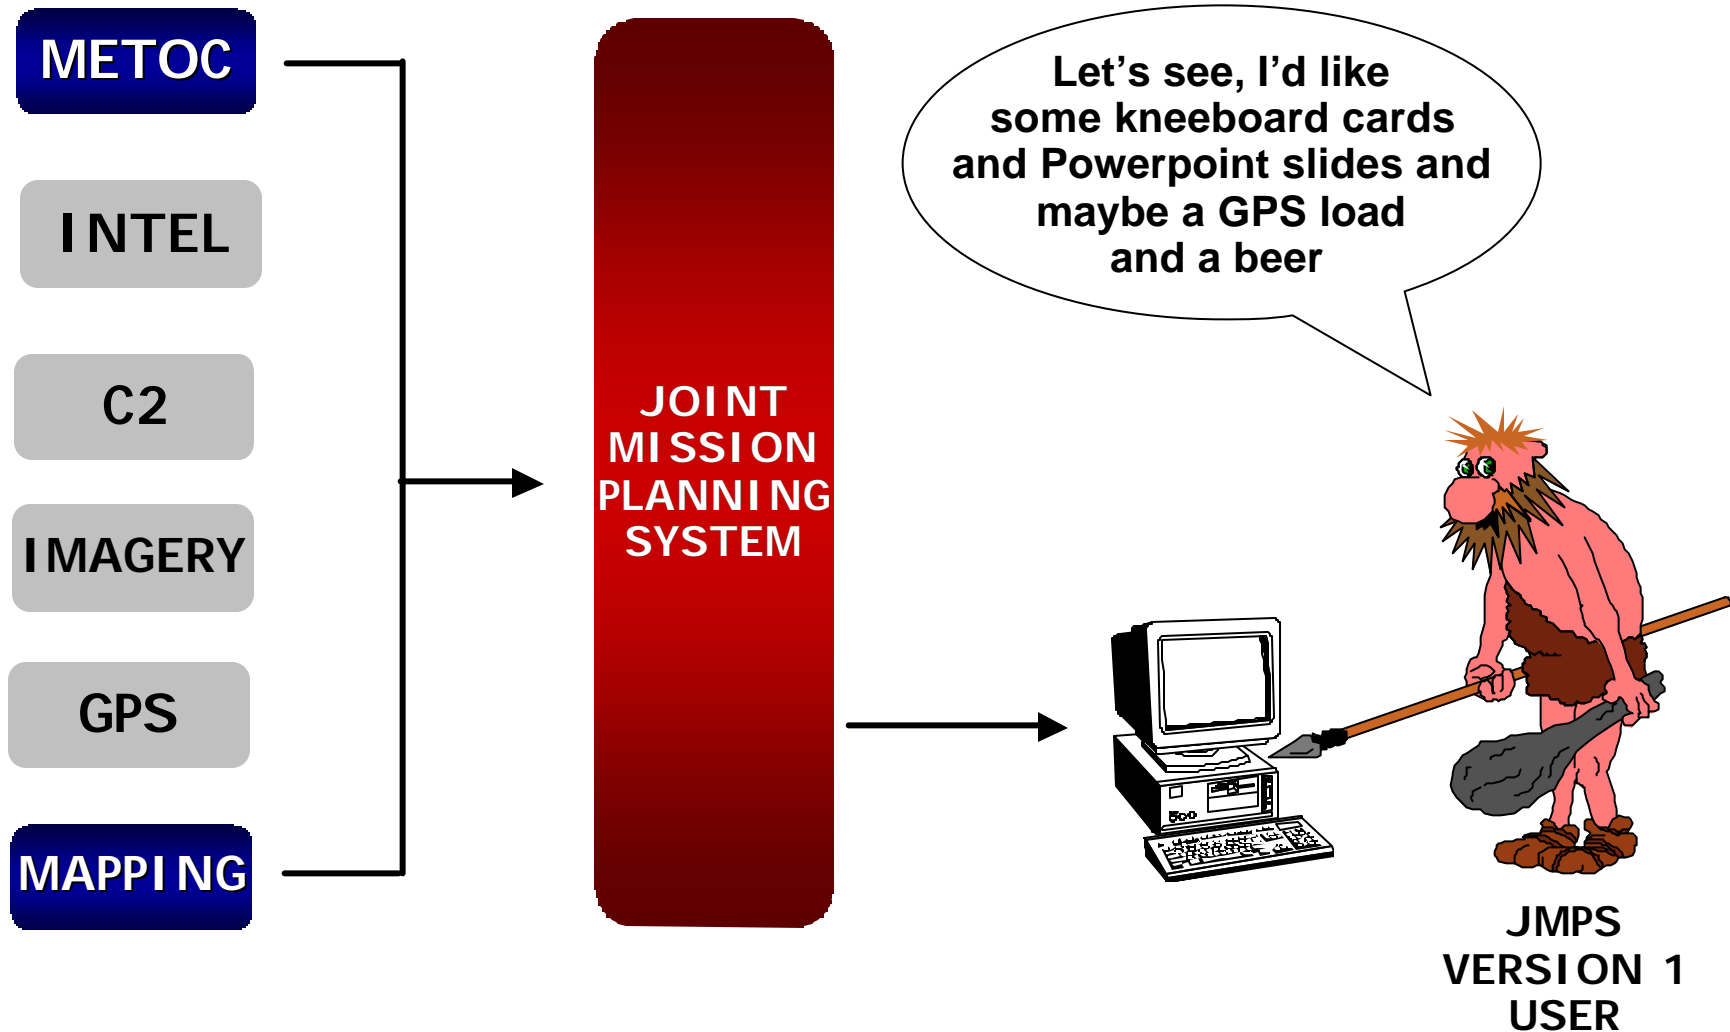 METOC
INTEL
C2
IMAGERY
GPS
MAPPING
JOINT
MISSION
PLANNING
SYSTEM
Let’s see, I’d like
some kneeboard cards
and Powerpoint slides and
maybe a GPS load
and a beer
JMPS
VERSION 1
USER